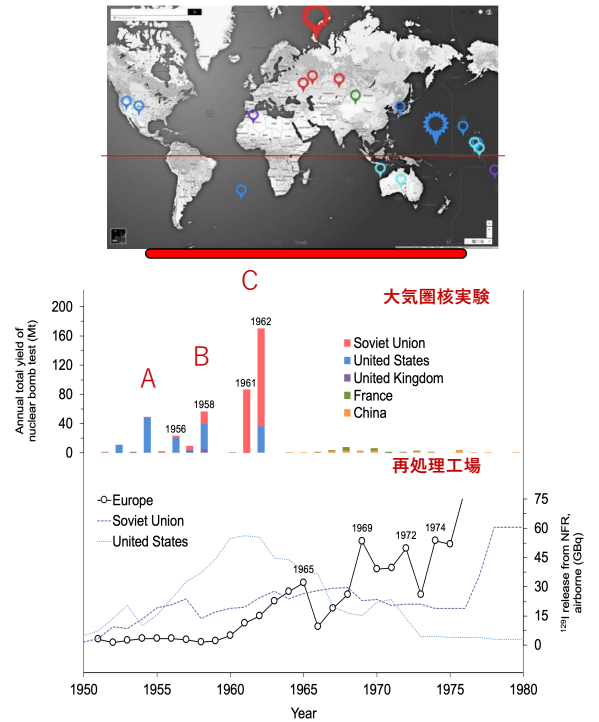 C
大気圏核実験
A
B
Annual total yield of
nuclear bomb test (Mt)
200
160
120
80
40
0
1956
1958
1961
1962
Soviet Union
United States
United Kingdom
France
China
再処理工場
Europe
Soviet Union
United States
1965
1969
1972
1974
75
60
45
30
15
0
129I release from NFR,
airborne (GBq)
1950
1955
1960
1965
1970
1975
1980
Year